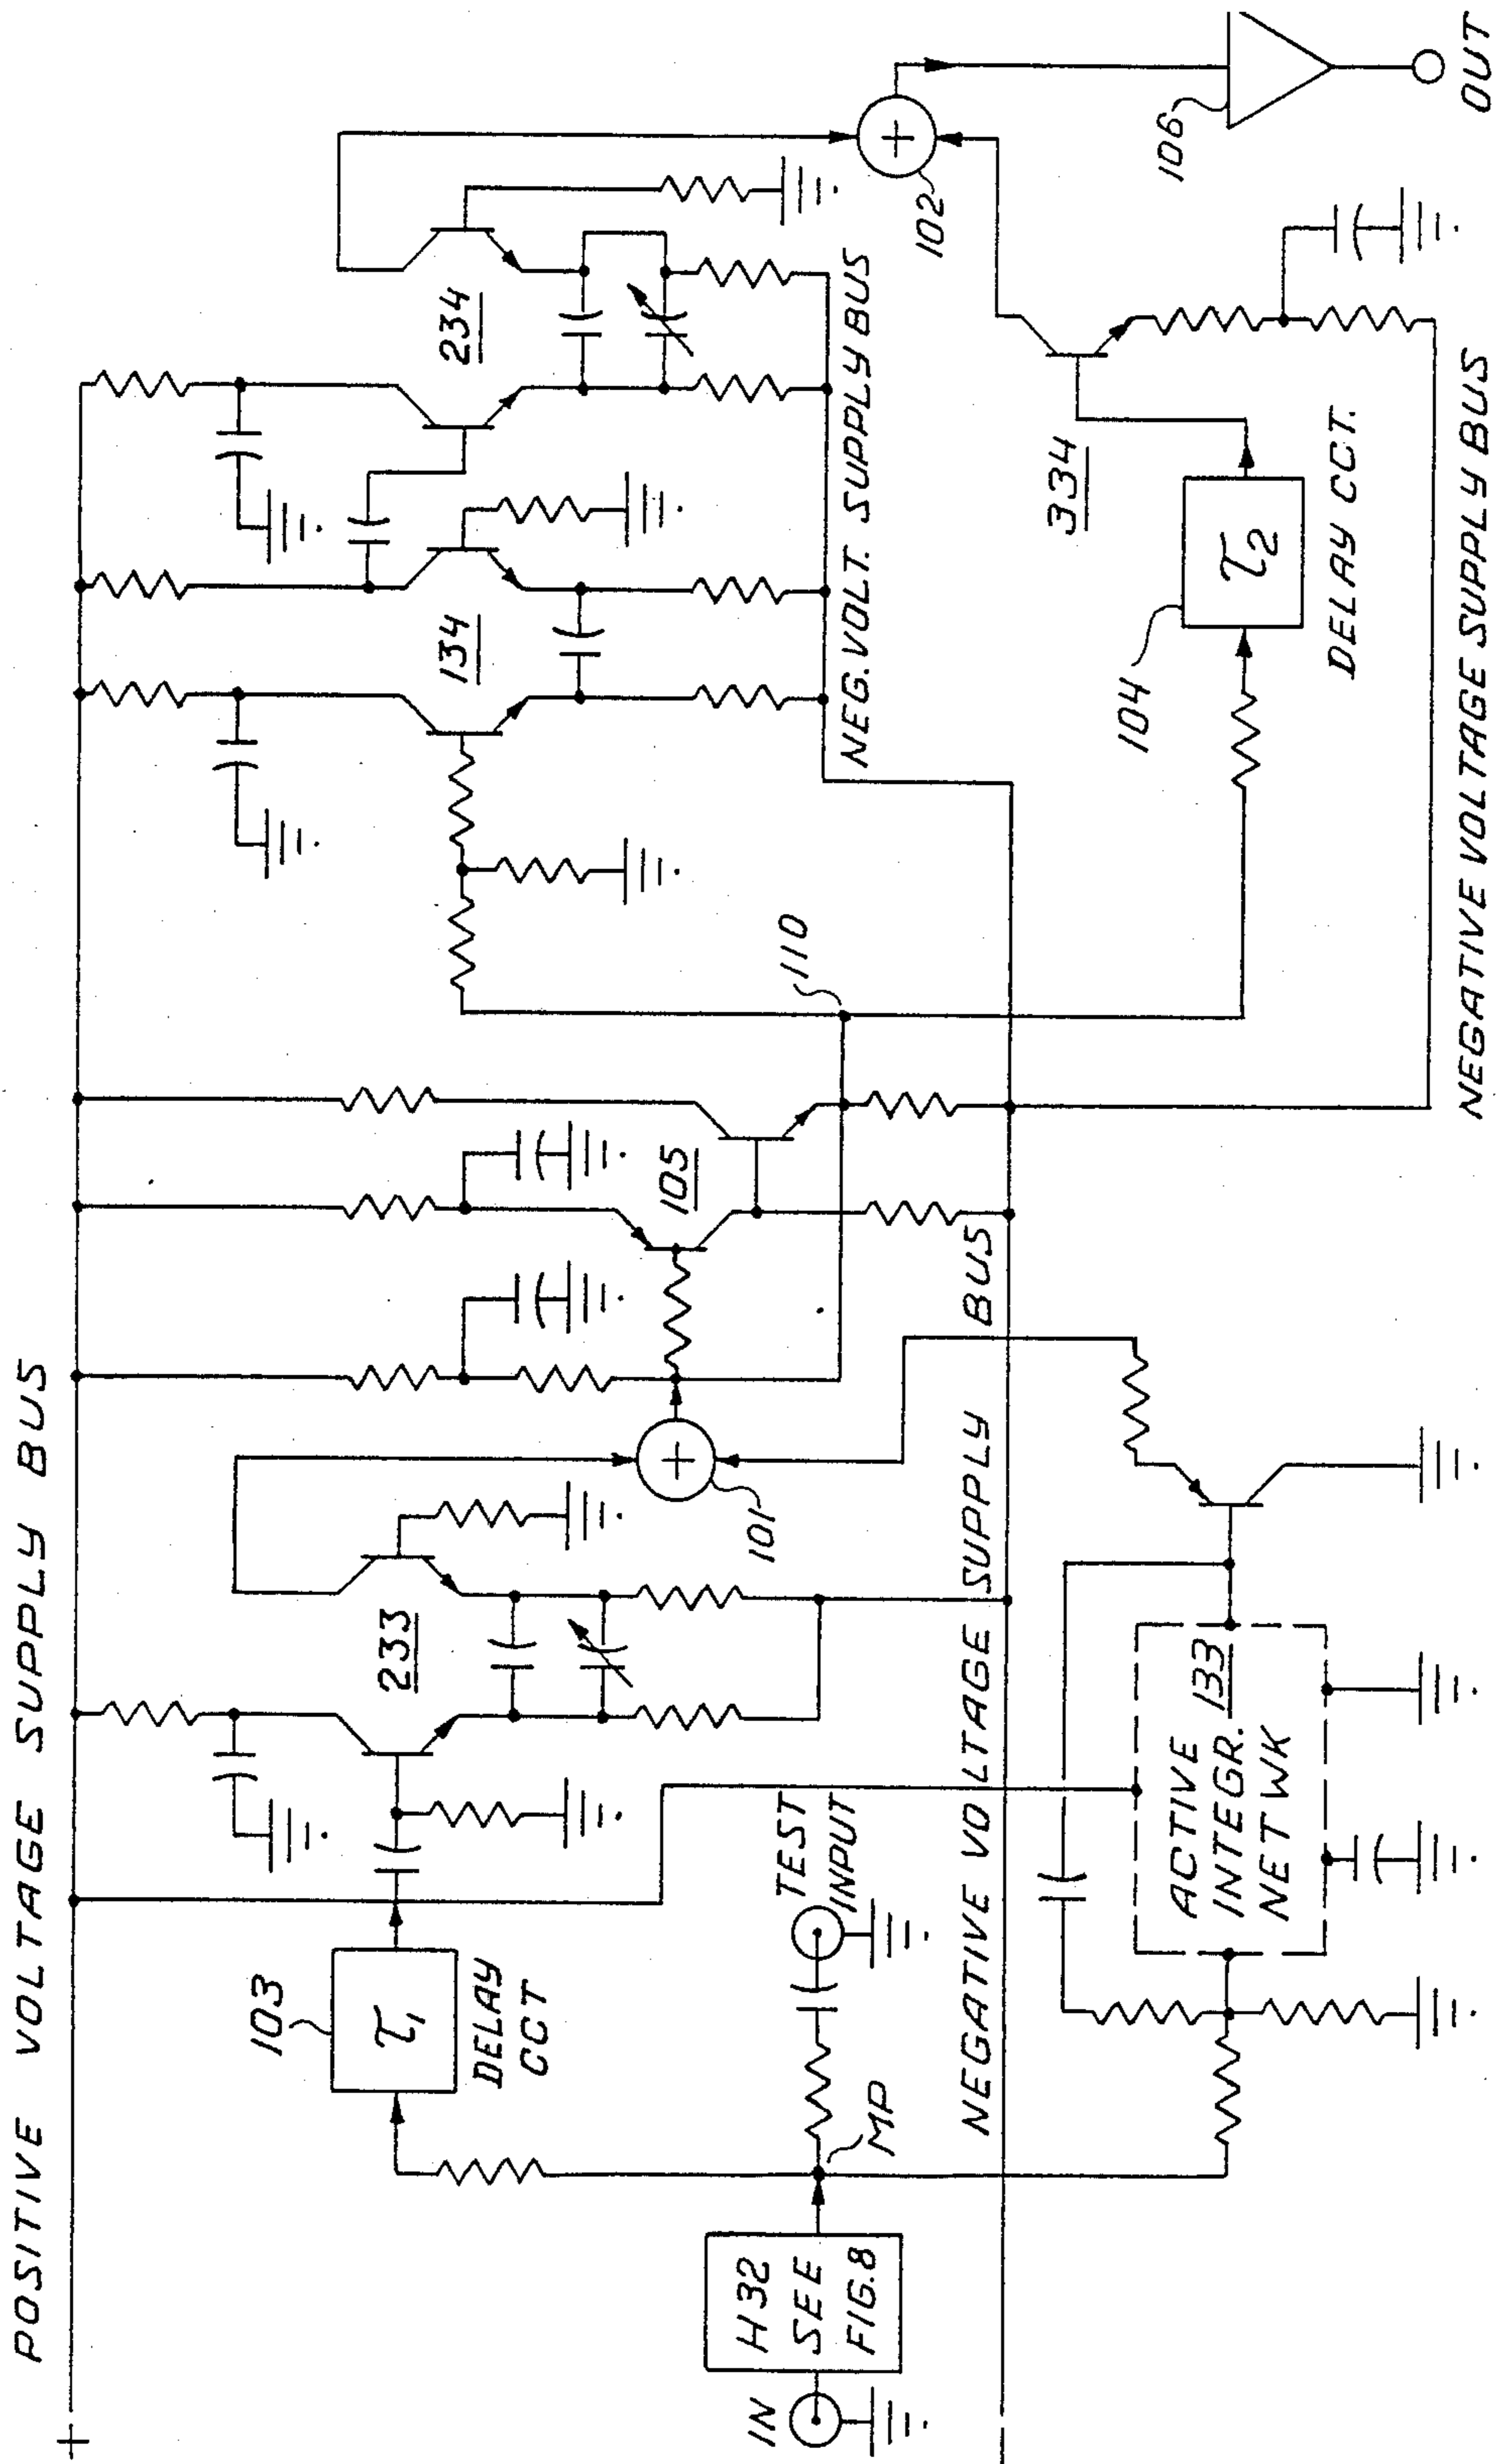 POSITIVE VOLTAGE SUPPLY BUS
+
103
τ1
DELAY
CCT
233
101
105
110
134
234
NEG. VOLT. SUPPLY BUS
102
106
OUT
334
104
τ2
DELAY CCT.
NEGATIVE VOLTAGE SUPPLY BUS
IN
H32
SEE
FIG.8
MP
TEST
INPUT
NEGATIVE VOLTAGE SUPPLY BUS
ACTIVE
INTEGR. 133
NETWK
+
+